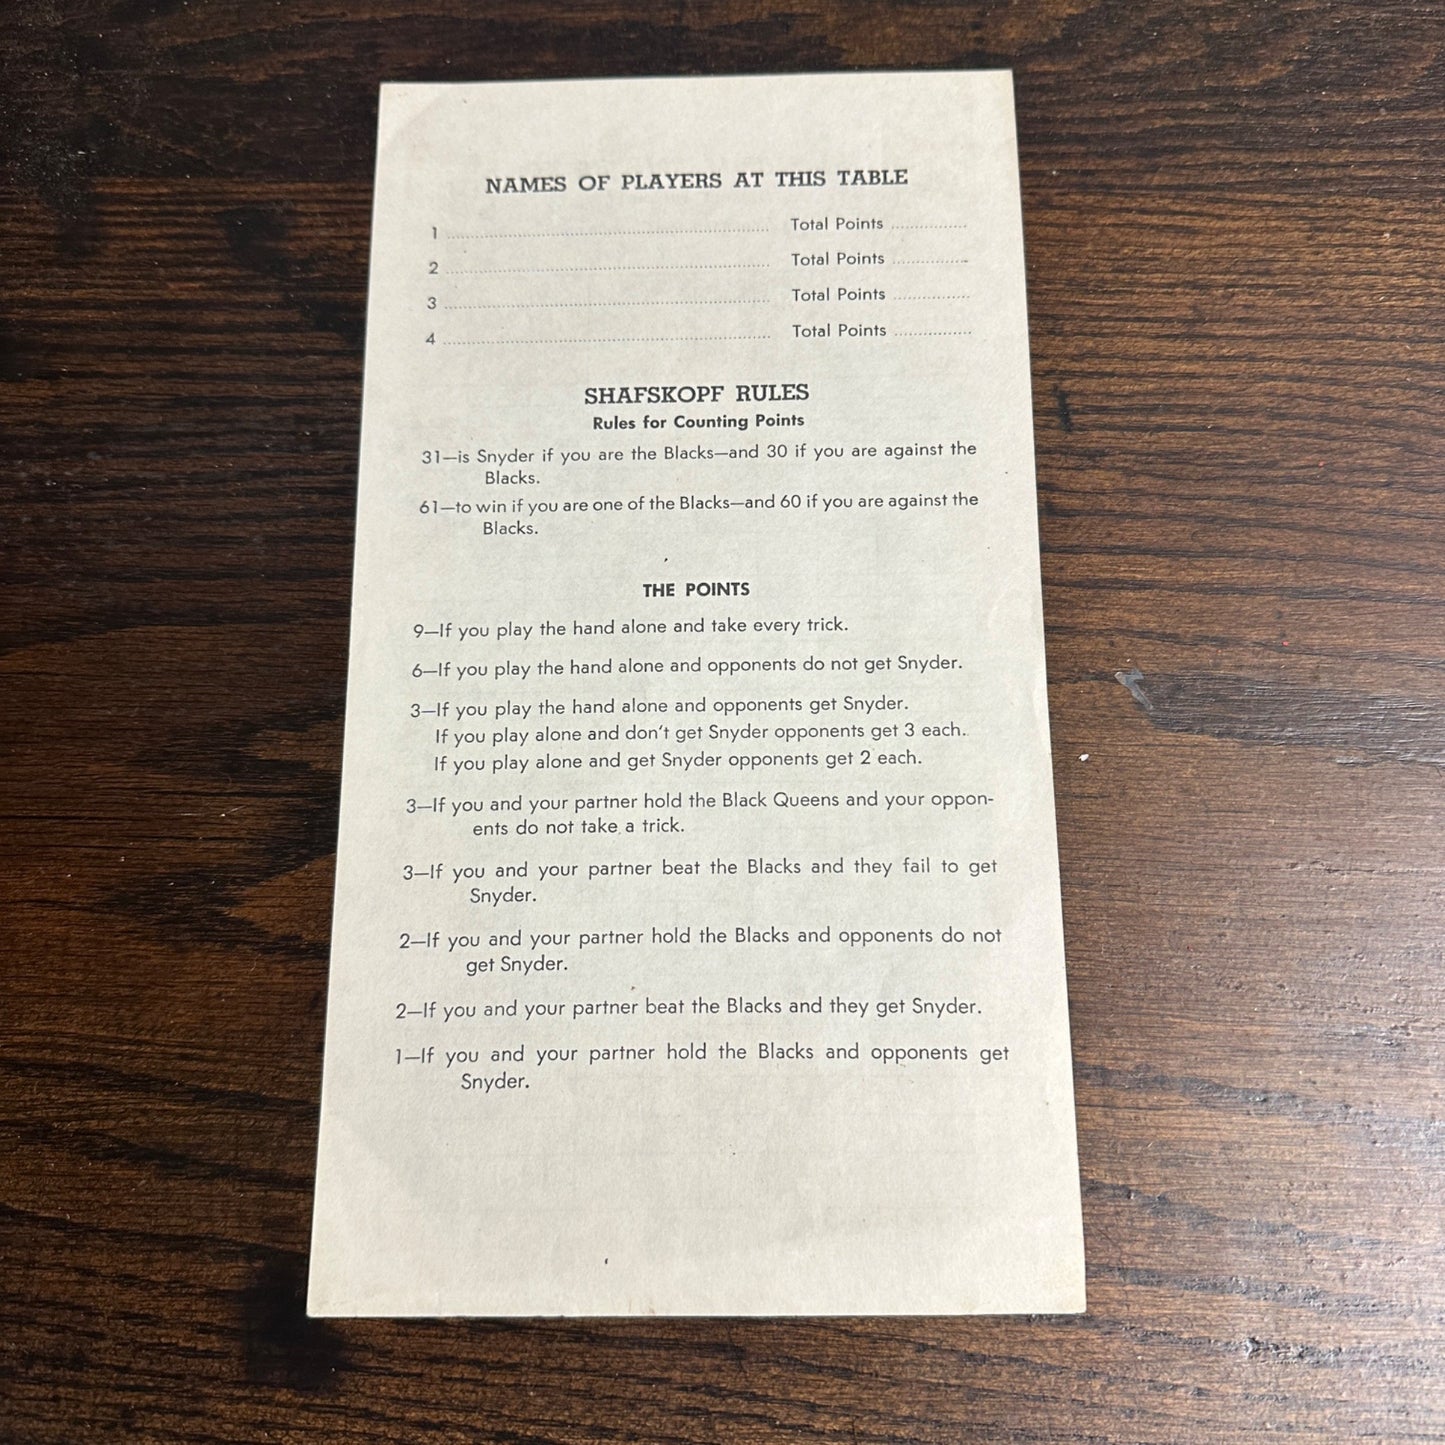 NAMES OF PLAYERS AT THIS TABLE
1 ........................................ Total Points ................
2 ........................................ Total Points ................
3 ........................................ Total Points ................
4 ........................................ Total Points ................
SHAFSKOPF RULES
Rules for Counting Points
31—is Snyder if you are the Blacks—and 30 if you are against the
Blacks.
61—to win if you are one of the Blacks—and 60 if you are against the
Blacks.
THE POINTS
9—If you play the hand alone and take every trick.
6—If you play the hand alone and opponents do not get Snyder.
3—If you play the hand alone and opponents get Snyder.
If you play alone and don't get Snyder opponents get 3 each.
If you play alone and get Snyder opponents get 2 each.
3—If you and your partner hold the Black Queens and your oppon-
ents do not take a trick.
3—If you and your partner beat the Blacks and they fail to get
Snyder.
2—If you and your partner hold the Blacks and opponents do not
get Snyder.
2—If you and your partner beat the Blacks and they get Snyder.
1—If you and your partner hold the Blacks and opponents get
Snyder.